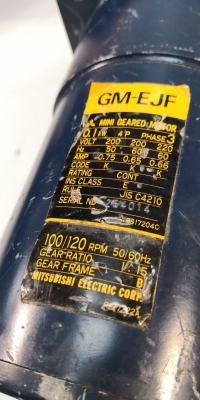 GM-EJF
MINI GEARED MOTOR
0.1 kW 4 P PHASE 3
VOLT 200 200 220
Hz 50 60 60
AMP 0.75 0.65 0.66
CODE K K K
RATING CONT
INS CLASS E
RULE JIS C4210
SERIAL NO
100/120 RPM 50/60Hz
GEAR RATIO 1/ 15
GEAR FRAME B
MITSUBISHI ELECTRIC CORP.